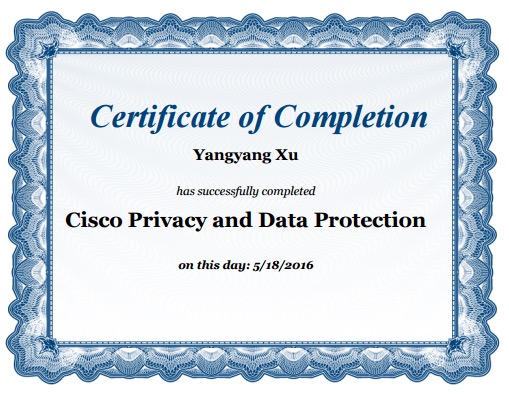 Certificate of Completion
Yangyang Xu
has successfully completed
Cisco Privacy and Data Protection
on this day: 5/18/2016